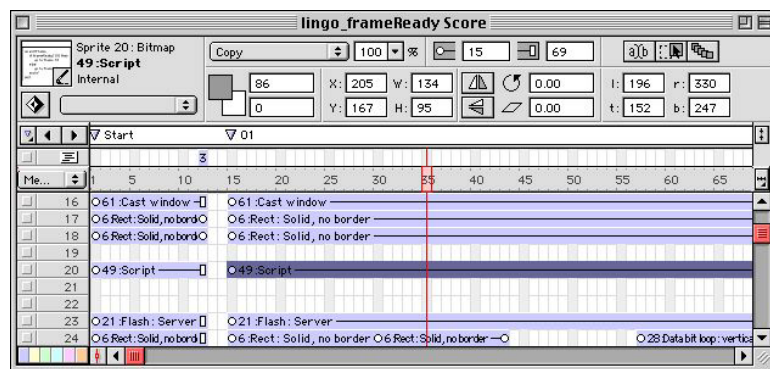 lingo_frameReady Score
Sprite 20: Bitmap
49:Script
Internal
Copy 100 % 15 69
a)b
86 X: 205 W: 134 0.00 l: 196 r: 330
0 Y: 167 H: 95 0.00 t: 152 b: 247
Start 01
3
Me... 1 5 10 15 20 25 30 35 40 45 50 55 60 65
16 61:Cast window 61:Cast window
17 6:Rect: Solid, no bord 6:Rect: Solid, no border
18 6:Rect: Solid, no bord 6:Rect: Solid, no border
19
20 49:Script 49:Script
21
22
23 21:Flash: Server 21:Flash: Server
24 6:Rect: Solid, no bord 6:Rect: Solid, no border 6:Rect: Solid, no border 28:Data bit loop: vertica